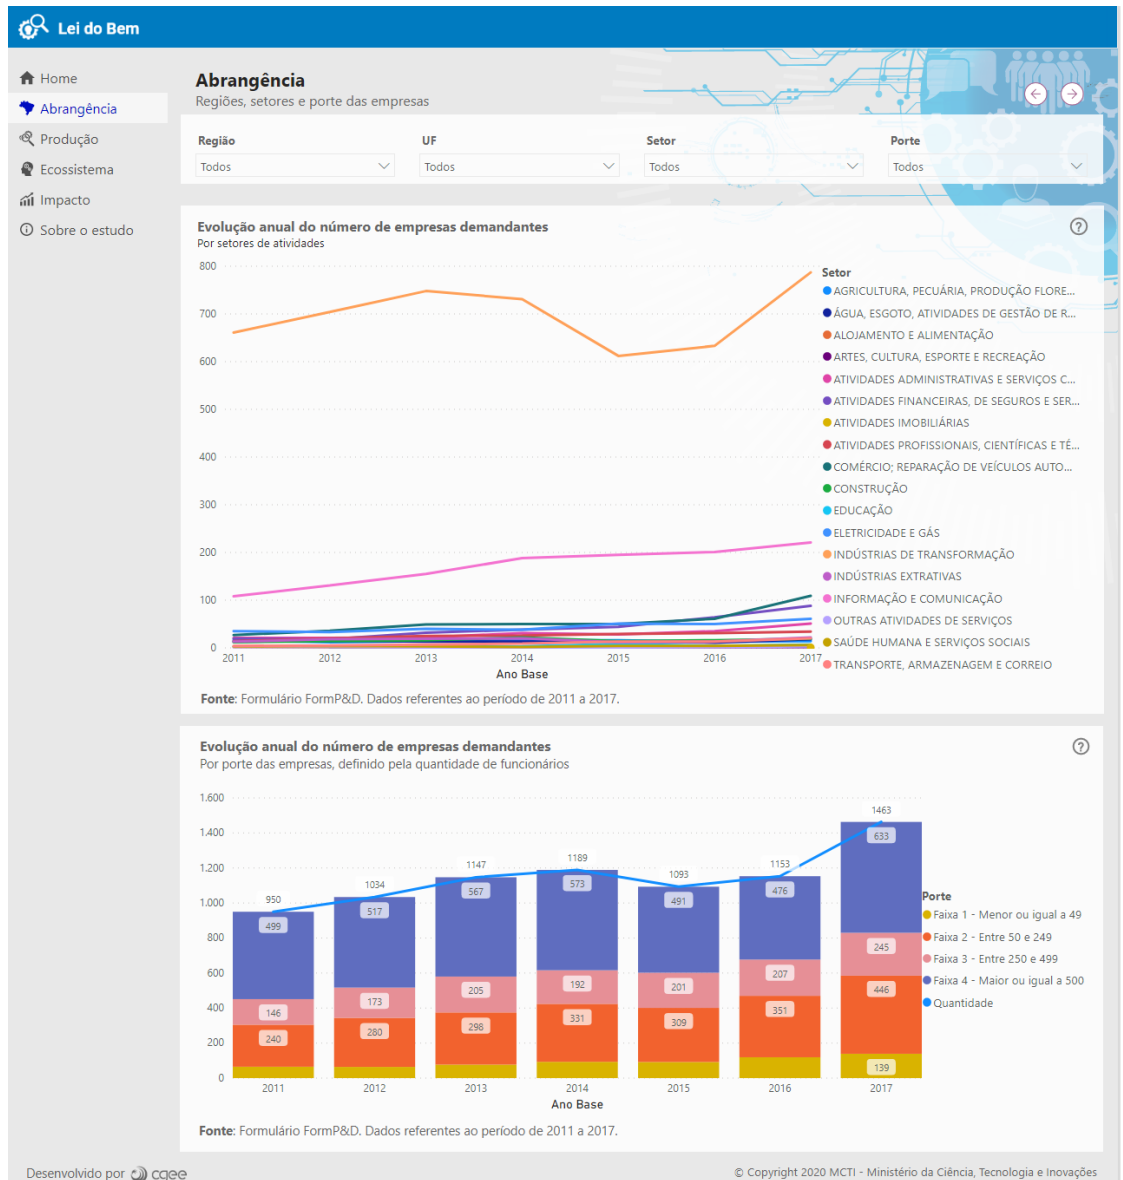 Lei do Bem
Home
Abrangência
Produção
Ecossistema
Impacto
Sobre o estudo
Abrangência
Regiões, setores e porte das empresas
Região UF Setor Porte
Todos Todos Todos Todos
Evolução anual do número de empresas demandantes
Por setores de atividades
800
700
600
500
400
300
200
100
0
2011 2012 2013 2014 2015 2016 2017
Ano Base
Setor
AGRICULTURA, PECUÁRIA, PRODUÇÃO FLORE...
ÁGUA, ESGOTO, ATIVIDADES DE GESTÃO DE R...
ALOJAMENTO E ALIMENTAÇÃO
ARTES, CULTURA, ESPORTE E RECREAÇÃO
ATIVIDADES ADMINISTRATIVAS E SERVIÇOS C...
ATIVIDADES FINANCEIRAS, DE SEGUROS E SER...
ATIVIDADES IMOBILIÁRIAS
ATIVIDADES PROFISSIONAIS, CIENTÍFICAS E TÉ...
COMÉRCIO; REPARAÇÃO DE VEÍCULOS AUTO...
CONSTRUÇÃO
EDUCAÇÃO
ELETRICIDADE E GÁS
INDÚSTRIAS DE TRANSFORMAÇÃO
INDÚSTRIAS EXTRATIVAS
INFORMAÇÃO E COMUNICAÇÃO
OUTRAS ATIVIDADES DE SERVIÇOS
SAÚDE HUMANA E SERVIÇOS SOCIAIS
TRANSPORTE, ARMAZENAGEM E CORREIO
Fonte: Formulário FormP&D. Dados referentes ao período de 2011 a 2017.
Evolução anual do número de empresas demandantes
Por porte das empresas, definido pela quantidade de funcionários
1.600
1.400
1.200
1.000
800
600
400
200
0
950 1034 1147 1189 1093 1153 1463
499 517 567 573 491 476 633
146 173 205 192 201 207 245
240 280 298 331 309 351 446
139
2011 2012 2013 2014 2015 2016 2017
Ano Base
Porte
Faixa 1 - Menor ou igual a 49
Faixa 2 - Entre 50 e 249
Faixa 3 - Entre 250 e 499
Faixa 4 - Maior ou igual a 500
Quantidade
Fonte: Formulário FormP&D. Dados referentes ao período de 2011 a 2017.
Desenvolvido por cgee
© Copyright 2020 MCTI - Ministério da Ciência, Tecnologia e Inovações